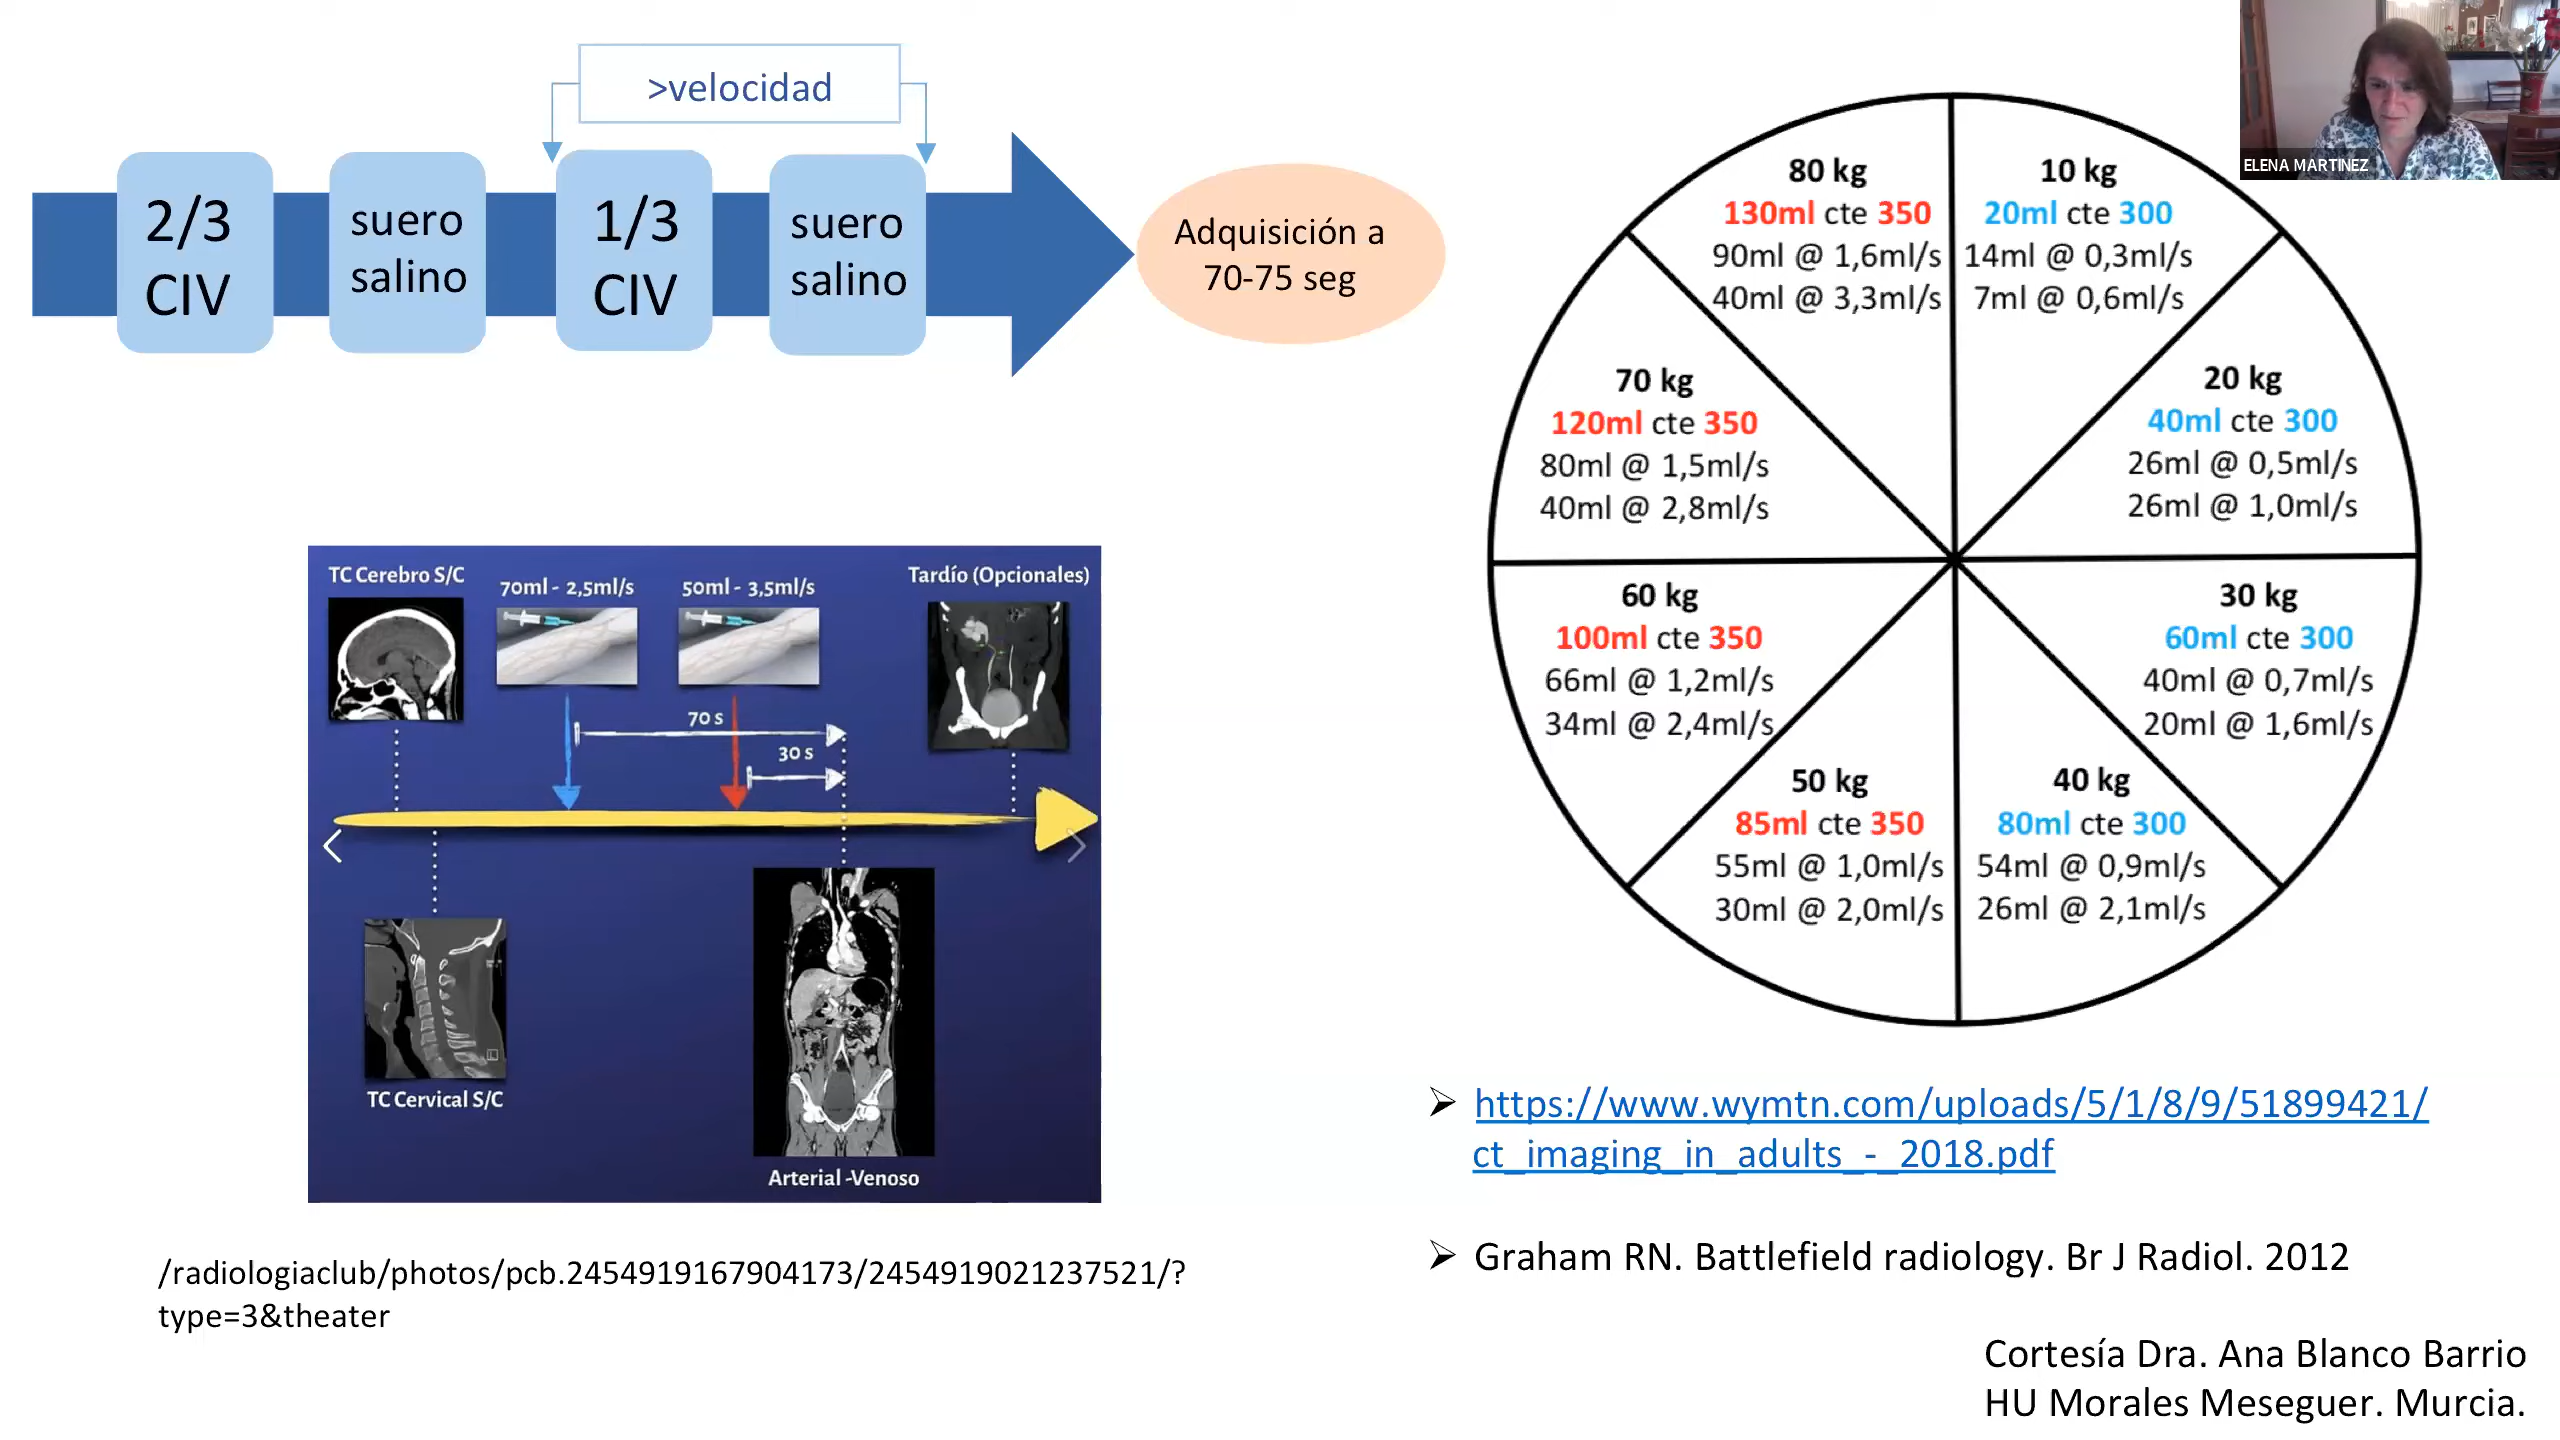 >velocidad
2/3
CIV
suero
salino
1/3
CIV
suero
salino
Adquisición a
70-75 seg
TC Cerebro S/C
70ml - 2,5ml/s
50ml - 3,5ml/s
Tardío (Opcionales)
70 s
30 s
TC Cervical S/C
Arterial -Venoso
/radiologiaclub/photos/pcb.2454919167904173/2454919021237521/?
type=3&theater
80 kg
130ml cte 350
90ml @ 1,6ml/s
40ml @ 3,3ml/s
10 kg
20ml cte 300
14ml @ 0,3ml/s
7ml @ 0,6ml/s
70 kg
120ml cte 350
80ml @ 1,5ml/s
40ml @ 2,8ml/s
20 kg
40ml cte 300
26ml @ 0,5ml/s
26ml @ 1,0ml/s
60 kg
100ml cte 350
66ml @ 1,2ml/s
34ml @ 2,4ml/s
30 kg
60ml cte 300
40ml @ 0,7ml/s
20ml @ 1,6ml/s
50 kg
85ml cte 350
55ml @ 1,0ml/s
30ml @ 2,0ml/s
40 kg
80ml cte 300
54ml @ 0,9ml/s
26ml @ 2,1ml/s
https://www.wymtn.com/uploads/5/1/8/9/51899421/
ct_imaging_in_adults_-_2018.pdf
Graham RN. Battlefield radiology. Br J Radiol. 2012
Cortesía Dra. Ana Blanco Barrio
HU Morales Meseguer. Murcia.
ELENA MARTINEZ